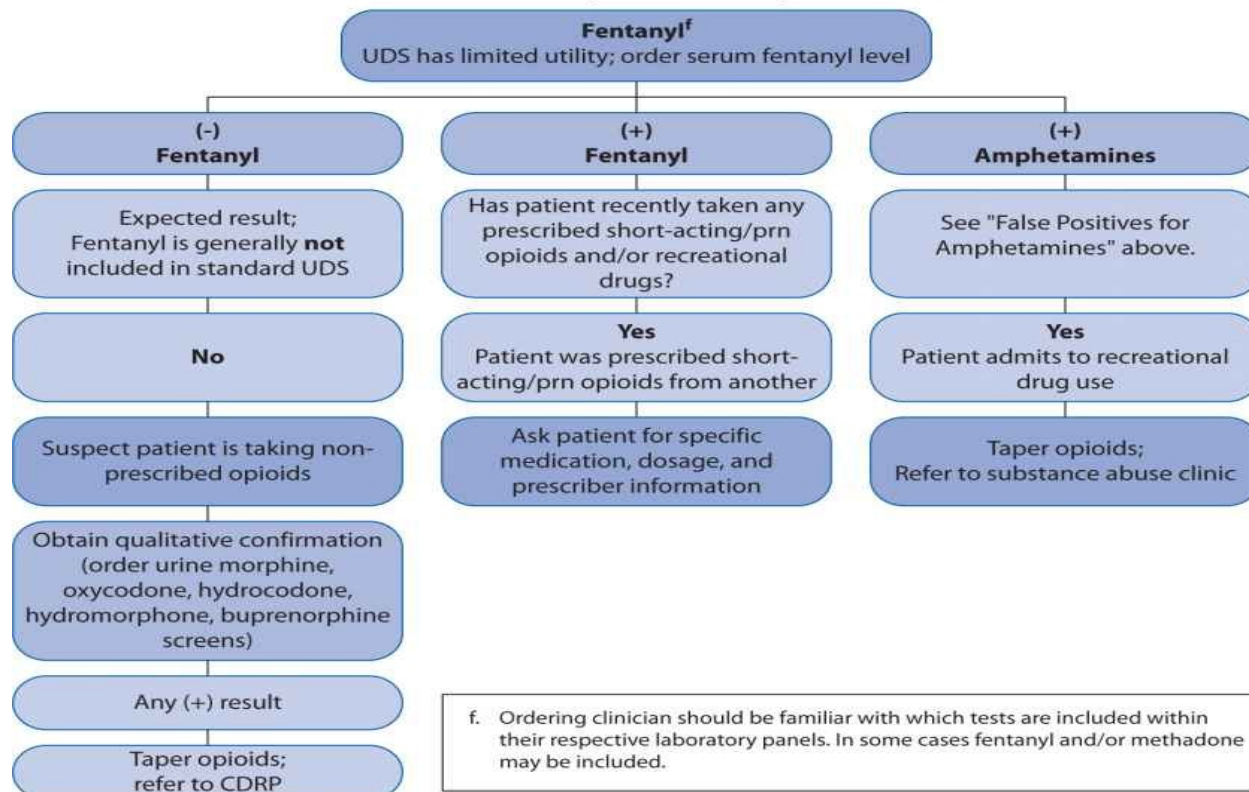 Fentanylf
UDS has limited utility; order serum fentanyl level
(-)
Fentanyl
Expected result;
Fentanyl is generally not
included in standard UDS
No
Suspect patient is taking non-
prescribed opioids
Obtain qualitative confirmation
(order urine morphine,
oxycodone, hydrocodone,
hydromorphone, buprenorphine
screens)
Any (+) result
Taper opioids;
refer to CDRP
(+)
Fentanyl
Has patient recently taken any
prescribed short-acting/prn
opioids and/or recreational
drugs?
Yes
Patient was prescribed short-
acting/prn opioids from another
Ask patient for specific
medication, dosage, and
prescriber information
(+)
Amphetamines
See "False Positives for
Amphetamines" above.
Yes
Patient admits to recreational
drug use
Taper opioids;
Refer to substance abuse clinic
f. Ordering clinician should be familiar with which tests are included within
their respective laboratory panels. In some cases fentanyl and/or methadone
may be included.